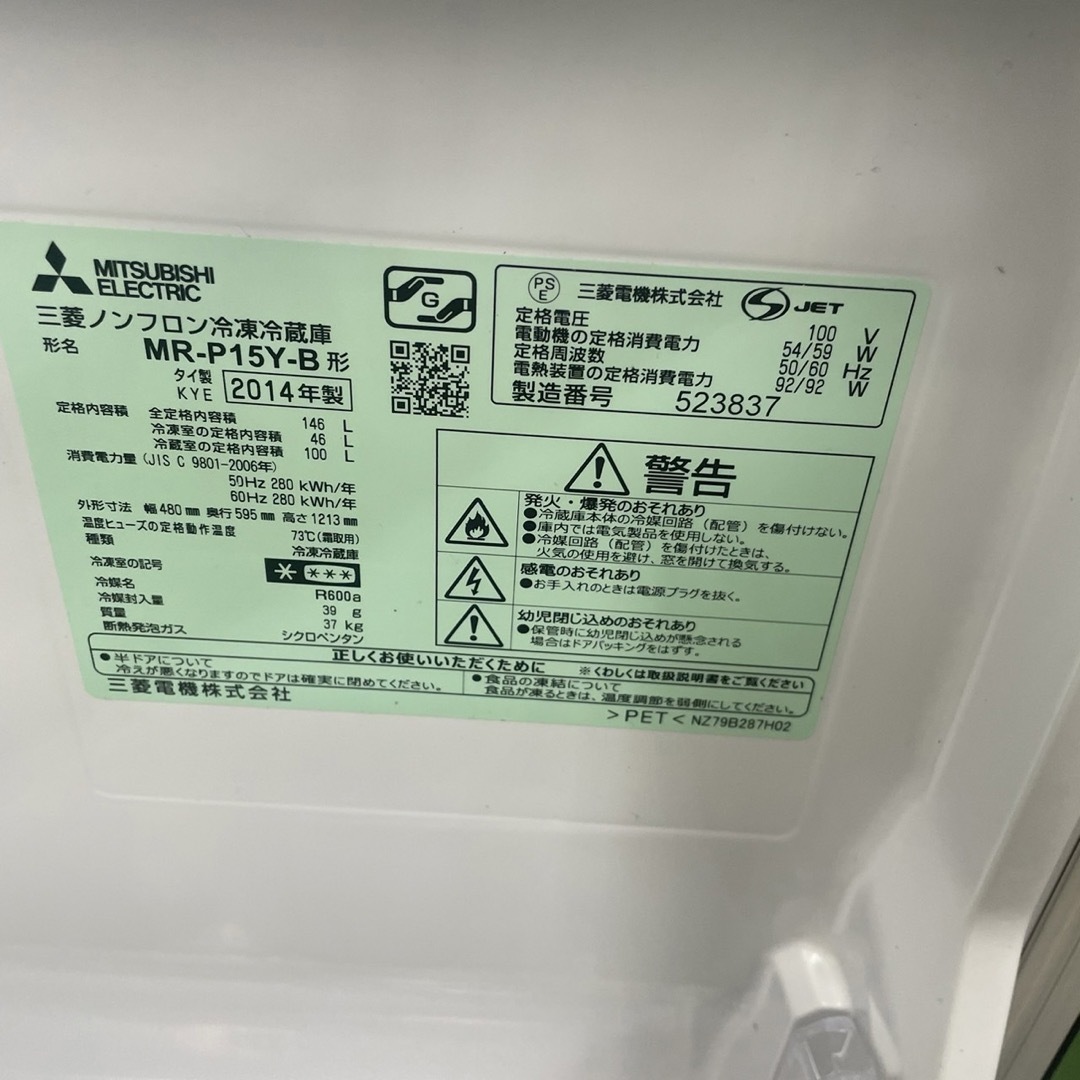 MITSUBISHI
ELECTRIC
三菱ノンフロン冷凍冷蔵庫
形名 MR-P15Y-B 形
タイ製
KYE 2014年製
定格内容積 全定格内容積 146 L
冷凍室の定格内容積 46 L
冷蔵室の定格内容積 100 L
消費電力量 (JIS C 9801-2006年)
50Hz 280 kWh/年
60Hz 280 kWh/年
外形寸法 幅480㎜ 奥行595㎜ 高さ1213㎜
温度ヒューズの定格動作温度 73℃(霜取用)
種類 冷凍冷蔵庫
冷凍室の記号 * ***
冷媒名 R600a
冷媒封入量 39 g
質量 37 kg
断熱発泡ガス シクロペンタン
G
PS
E
三菱電機株式会社 JET
定格電圧 100 V
電動機の定格消費電力 54/59 W
定格周波数 50/60 Hz
電熱装置の定格消費電力 92/92 W
製造番号 523837
警告
発火・爆発のおそれあり
●冷蔵庫本体の冷媒回路（配管）を傷付けない。
●庫内では電気製品を使用しない。
●冷媒回路（配管）を傷付けたときは、
火気の使用を避け、窓を開けて換気する。
感電のおそれあり
●お手入れのときは電源プラグを抜く。
幼児閉じ込めのおそれあり
●保管時に幼児閉じ込めが懸念される
場合はドアパッキングをはずす。
正しくお使いいただくために ※くわしくは取扱説明書をご覧ください
●半ドアについて
冷えが悪くなりますのでドアは確実に閉めてください。
●食品の凍結について
食品が凍るときは、温度調節を弱側にしてください。
三菱電機株式会社
>PET< NZ79B287H02